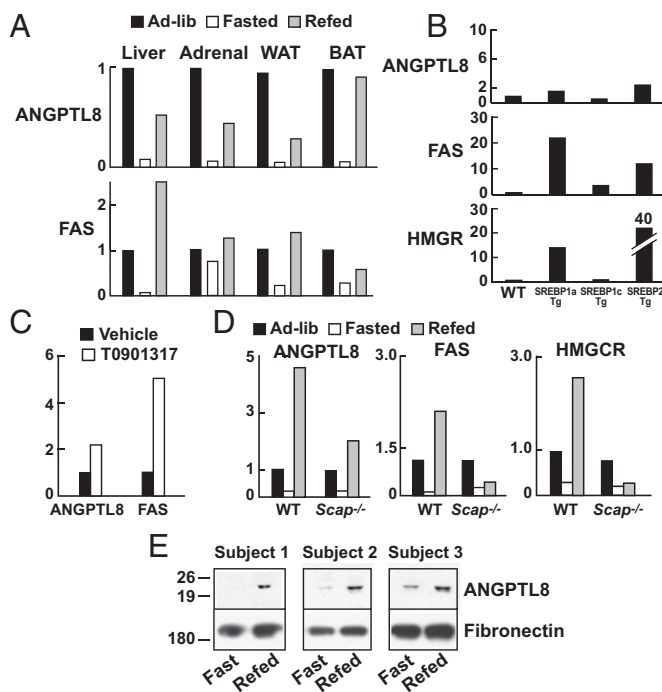 A
Ad-lib Fasted Refed
Liver Adrenal WAT BAT
1
ANGPTL8
0
2
FAS
1
0
B
10
ANGPTL8
6
2
0
30
FAS
20
10
0
30
40
HMGR
20
10
0
WT SREBP1a Tg SREBP1c Tg SREBP2 Tg
C
Vehicle
T0901317
6
4
2
0
ANGPTL8 FAS
D
Ad-lib Fasted Refed
ANGPTL8 FAS HMGCR
5 3.0 3.0
3 1.5
1 1.0
0 0 0
WT Scap-/- WT Scap-/- WT Scap-/-
E
Subject 1 Subject 2 Subject 3
26
19
ANGPTL8
180
Fibronectin
Fast Refed Fast Refed Fast Refed